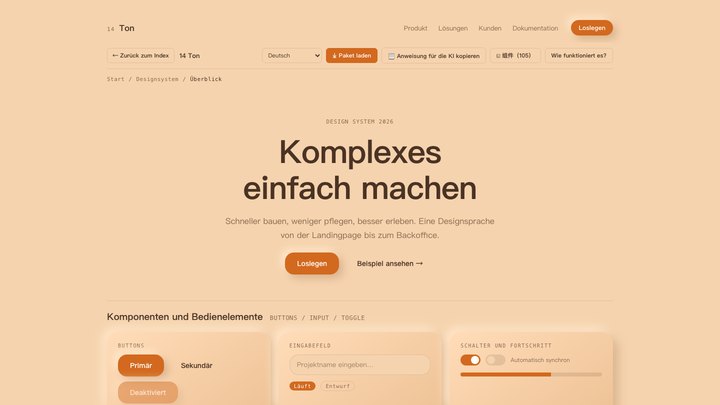 14 Ton
Produkt Lösungen Kunden Dokumentation Loslegen
← Zurück zum Index 14 Ton Deutsch Paket laden Anweisung für die KI kopieren 组件 (105) Wie funktioniert es?
Start / Designsystem / Überblick
DESIGN SYSTEM 2026
Komplexes
einfach machen
Schneller bauen, weniger pflegen, besser erleben. Eine Designsprache
von der Landingpage bis zum Backoffice.
Loslegen Beispiel ansehen →
Komponenten und Bedienelemente BUTTONS / INPUT / TOGGLE
BUTTONS
Primär Sekundär
Deaktiviert
EINGABEFELD
Projektname eingeben...
Läuft Entwurf
SCHALTER UND FORTSCHRITT
Automatisch synchron